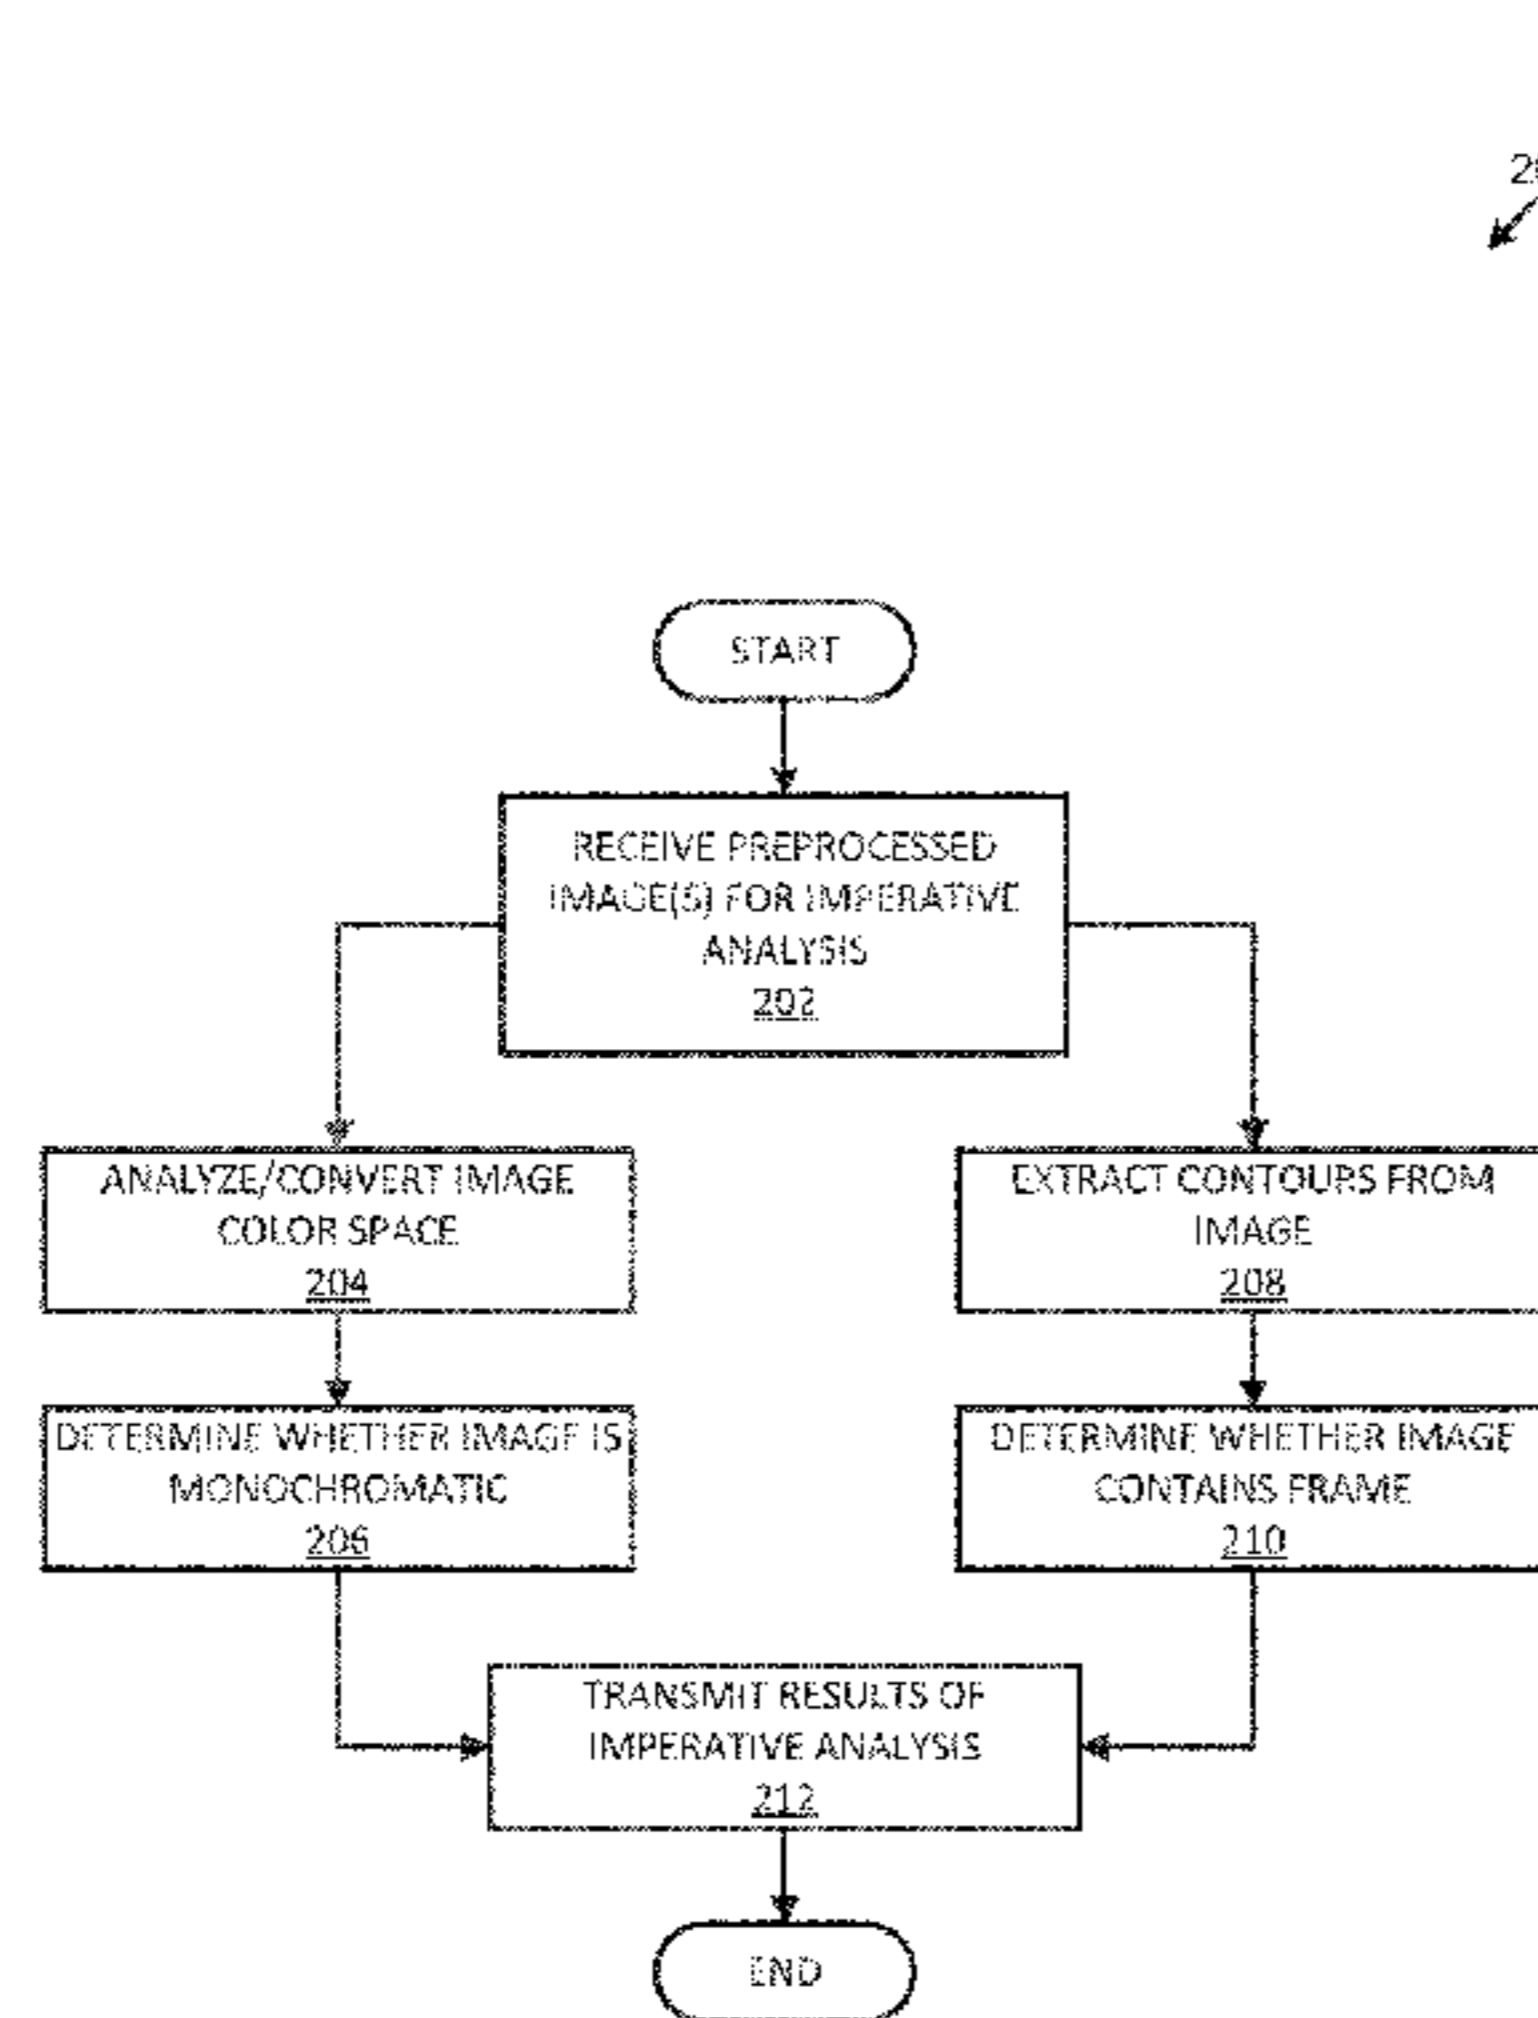 START
RECEIVE PREPROCESSED
IMAGE(S) FOR IMPERATIVE
ANALYSIS
202
ANALYZE/CONVERT IMAGE
COLOR SPACE
204
EXTRACT CONTOURS FROM
IMAGE
208
DETERMINE WHETHER IMAGE IS
MONOCHROMATIC
206
DETERMINE WHETHER IMAGE
CONTAINS FRAME
210
TRANSMIT RESULTS OF
IMPERATIVE ANALYSIS
212
END